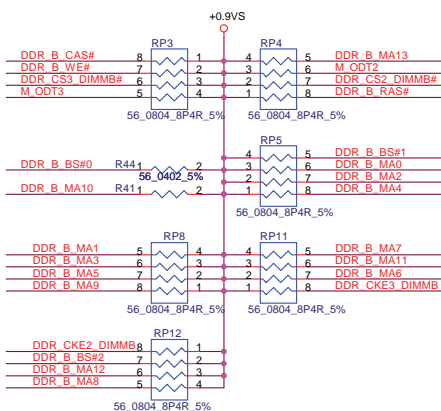 +0.9VS
RP3 RP4
DDR_B_CAS# 8 1 4 5 DDR_B_MA13
DDR_B_WE# 7 2 3 6 M_ODT2
DDR_CS3_DIMMB# 6 3 2 7 DDR_CS2_DIMMB#
M_ODT3 5 4 1 8 DDR_B_RAS#
56_0804_8P4R_5% 56_0804_8P4R_5%
RP5
4 5 DDR_B_BS#1
DDR_B_BS#0 R44 1 2 3 6 DDR_B_MA0
56_0402_5%
2 7 DDR_B_MA2
DDR_B_MA10 R41 1 2 1 8 DDR_B_MA4
56_0804_8P4R_5%
RP8 RP11
DDR_B_MA1 5 4 4 5 DDR_B_MA7
DDR_B_MA3 6 3 3 6 DDR_B_MA11
DDR_B_MA5 7 2 2 7 DDR_B_MA6
DDR_B_MA9 8 1 1 8 DDR_CKE3_DIMMB
56_0804_8P4R_5% 56_0804_8P4R_5%
RP12
DDR_CKE2_DIMMB 8 1
DDR_B_BS#2 7 2
DDR_B_MA12 6 3
DDR_B_MA8 5 4
56_0804_8P4R_5%